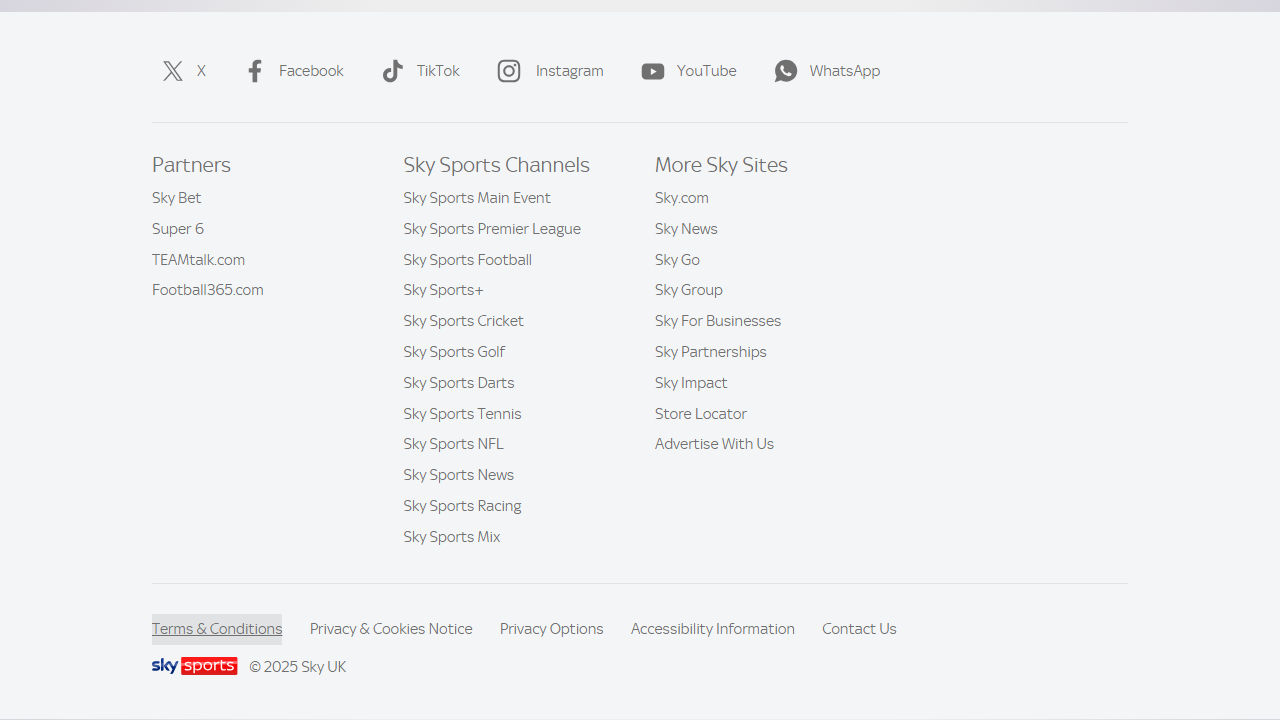 X Facebook TikTok Instagram YouTube WhatsApp
Partners
Sky Bet
Super 6
TEAMtalk.com
Football365.com
Sky Sports Channels
Sky Sports Main Event
Sky Sports Premier League
Sky Sports Football
Sky Sports+
Sky Sports Cricket
Sky Sports Golf
Sky Sports Darts
Sky Sports Tennis
Sky Sports NFL
Sky Sports News
Sky Sports Racing
Sky Sports Mix
More Sky Sites
Sky.com
Sky News
Sky Go
Sky Group
Sky For Businesses
Sky Partnerships
Sky Impact
Store Locator
Advertise With Us
Terms & Conditions Privacy & Cookies Notice Privacy Options Accessibility Information Contact Us
sky sports © 2025 Sky UK